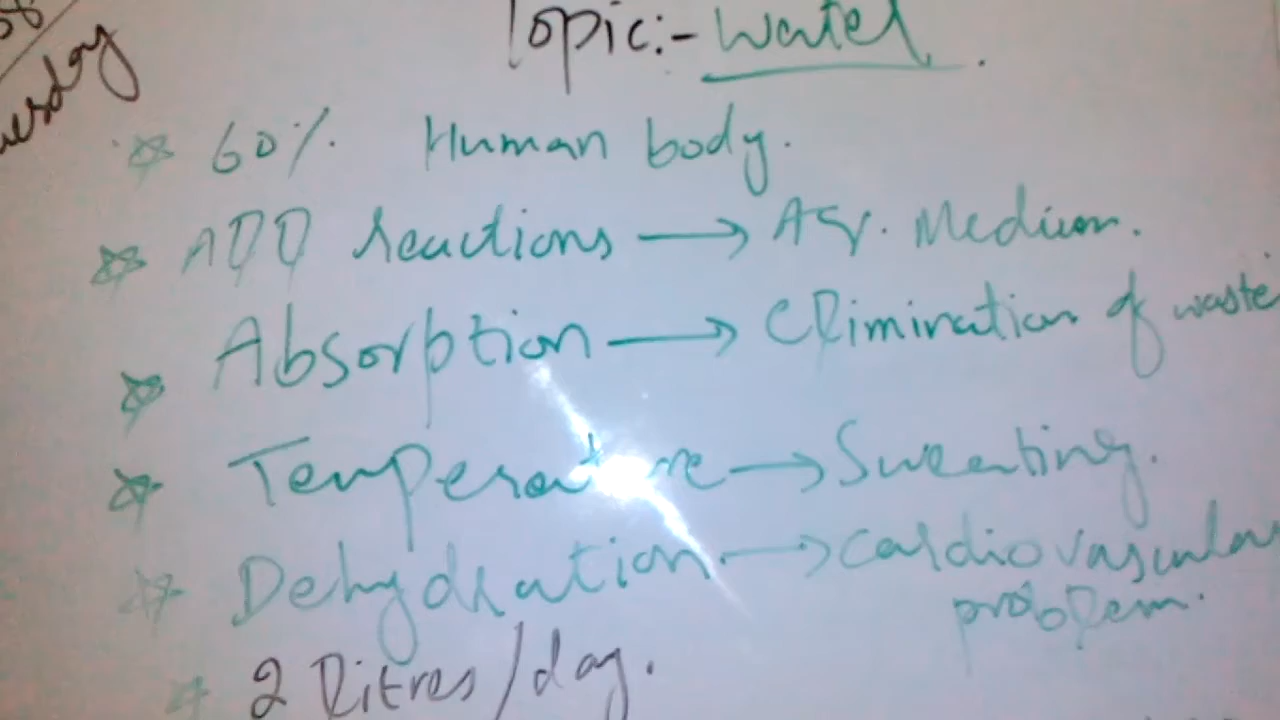 Topic:- Water.
uesday
60% Human body.
All reactions → Aq. Medium.
Absorption → Elimination of waste
Temperature → Sweating.
Dehydration. → Cardiovascular problem.
2 litres/day.